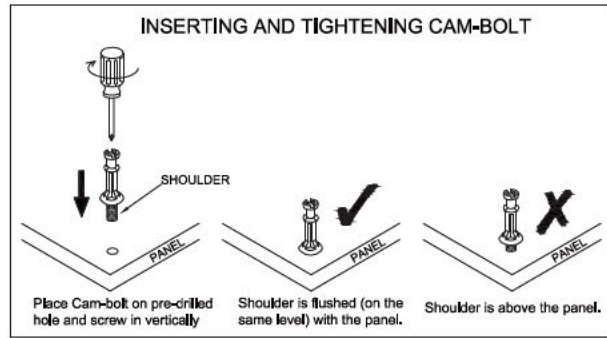 INSERTING AND TIGHTENING CAM-BOLT
SHOULDER
PANEL
Place Cam-bolt on pre-drilled
hole and screw in vertically
PANEL
Shoulder is flushed (on the
same level) with the panel.
PANEL
Shoulder is above the panel.